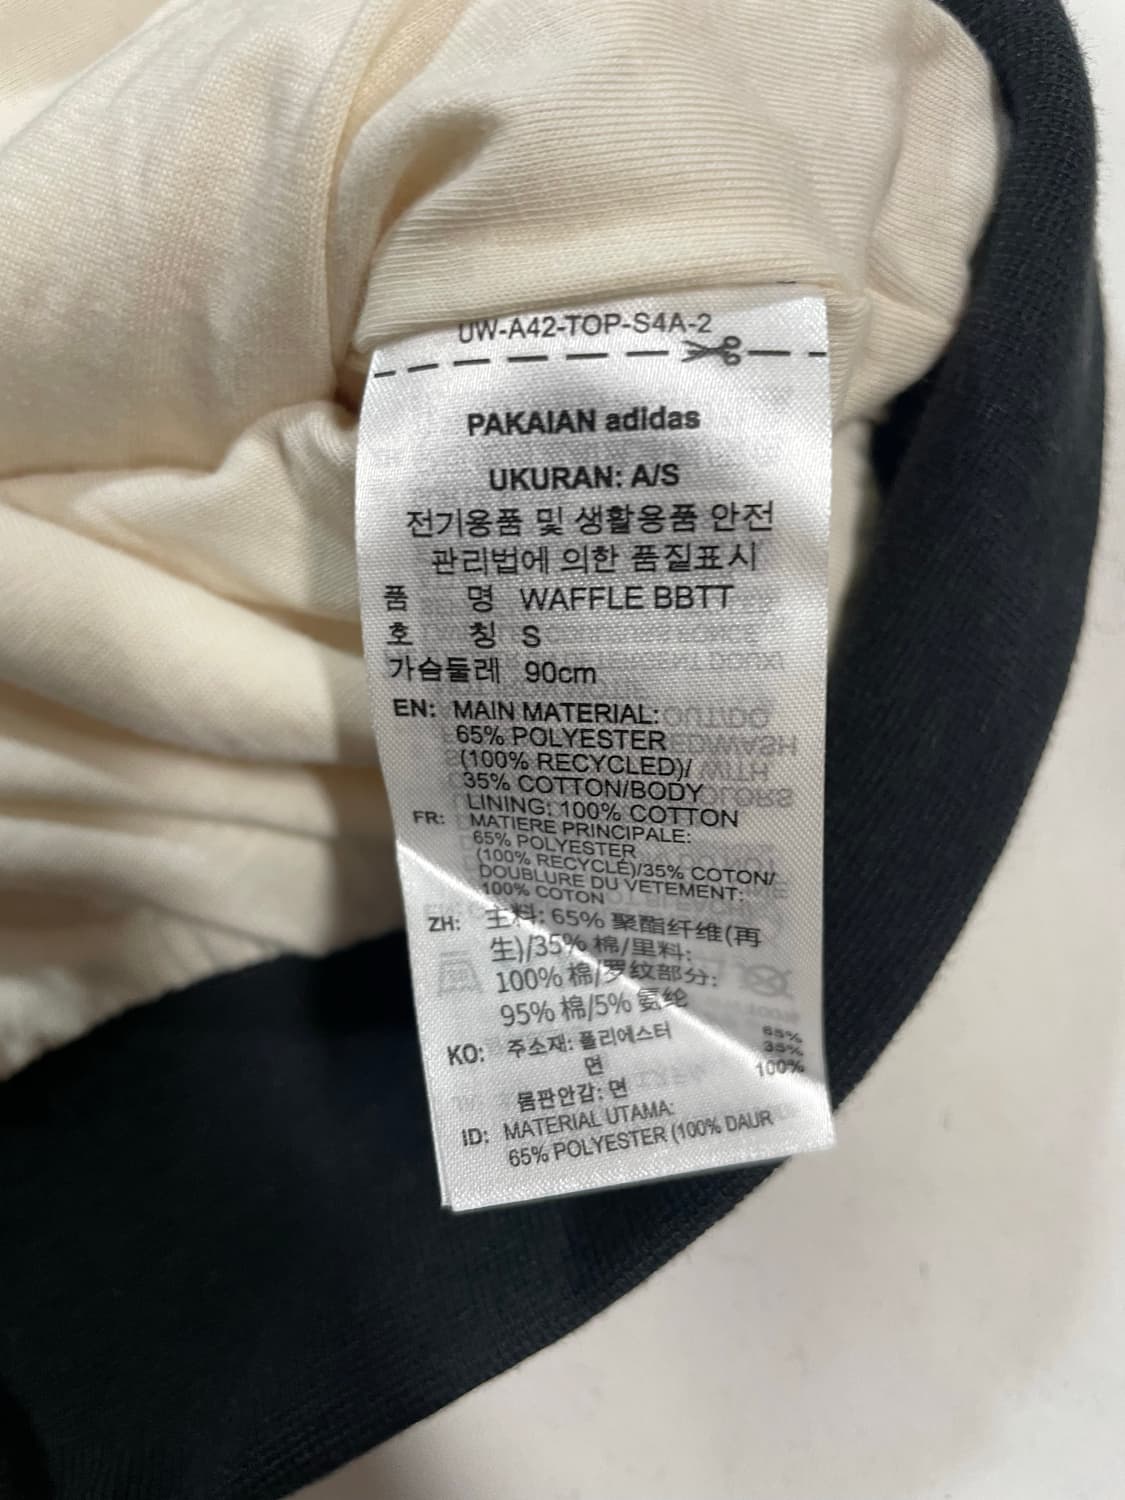 UW-A42-TOP-S4A-2
PAKAIAN adidas
UKURAN: A/S
전기용품 및 생활용품 안전
관리법에 의한 품질표시
품 명 WAFFLE BBTT
호 칭 S
가슴둘레 90cm
EN: MAIN MATERIAL:
65% POLYESTER
(100% RECYCLED)/
35% COTTON/BODY
LINING: 100% COTTON
FR: MATIERE PRINCIPALE:
65% POLYESTER
(100% RECYCLÉ)/35% COTON/
DOUBLURE DU VETEMENT:
100% COTON
ZH: 主料: 65% 聚酯纤维(再
生)/35% 棉/里料:
100% 棉/罗纹部分:
95% 棉/5% 氨纶
KO: 주소재: 폴리에스터 65%
면 35%
몸판안감: 면 100%
ID: MATERIAL UTAMA:
65% POLYESTER (100% DAUR